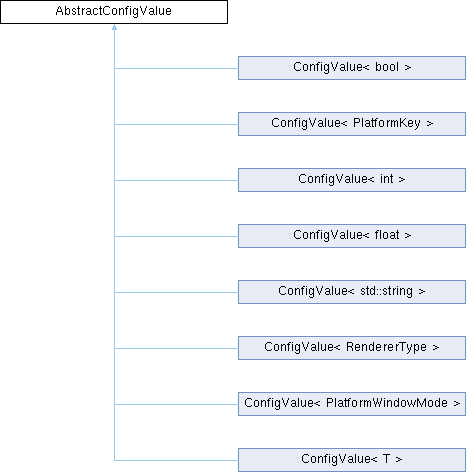 AbstractConfigValue
ConfigValue< bool >
ConfigValue< PlatformKey >
ConfigValue< int >
ConfigValue< float >
ConfigValue< std::string >
ConfigValue< RendererType >
ConfigValue< PlatformWindowMode >
ConfigValue< T >